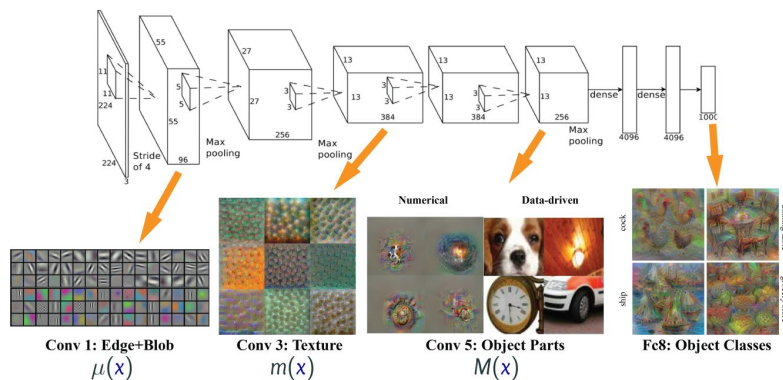 55
27
13
13
13
11
11
224
224
3
Stride
of 4
5
5
55
96
Max
pooling
3
3
27
256
Max
pooling
3
3
13
384
3
3
13
384
13
256
Max
pooling
dense
4096
dense
4096
1000
Numerical
Data-driven
cock
ship
Conv 1: Edge+Blob
Conv 3: Texture
Conv 5: Object Parts
Fc8: Object Classes
μ(x)
m(x)
M(x)